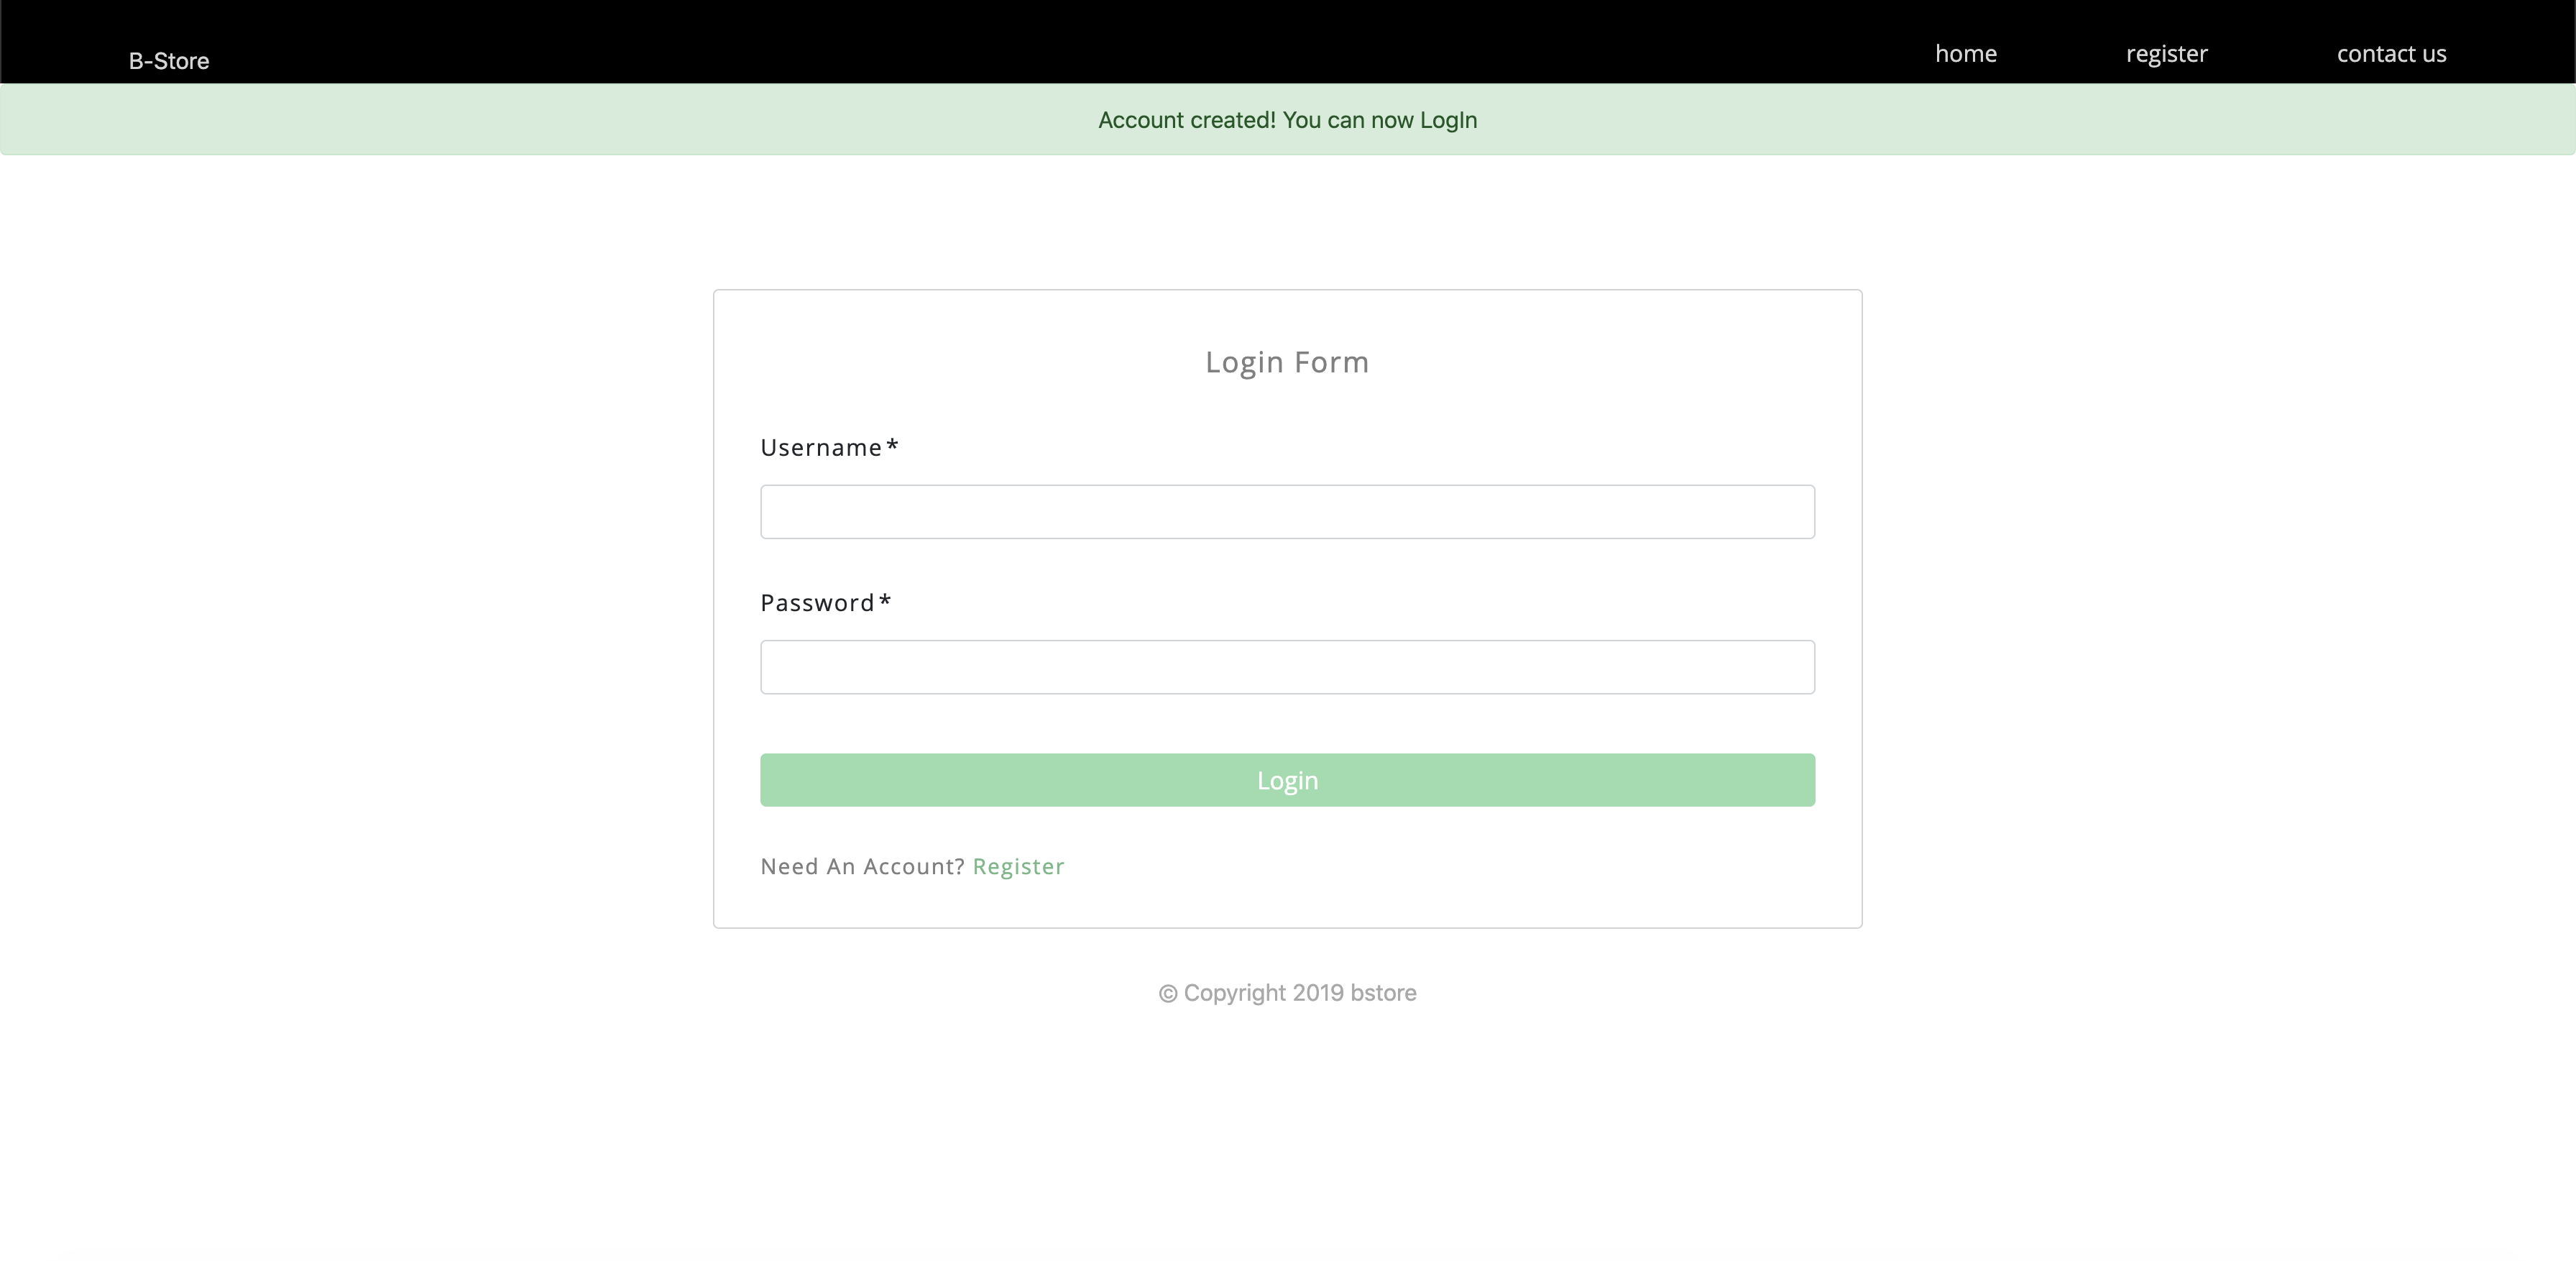 B-Store home register contact us
Account created! You can now LogIn
Login Form
Username*
Password*
Login
Need An Account? Register
© Copyright 2019 bstore